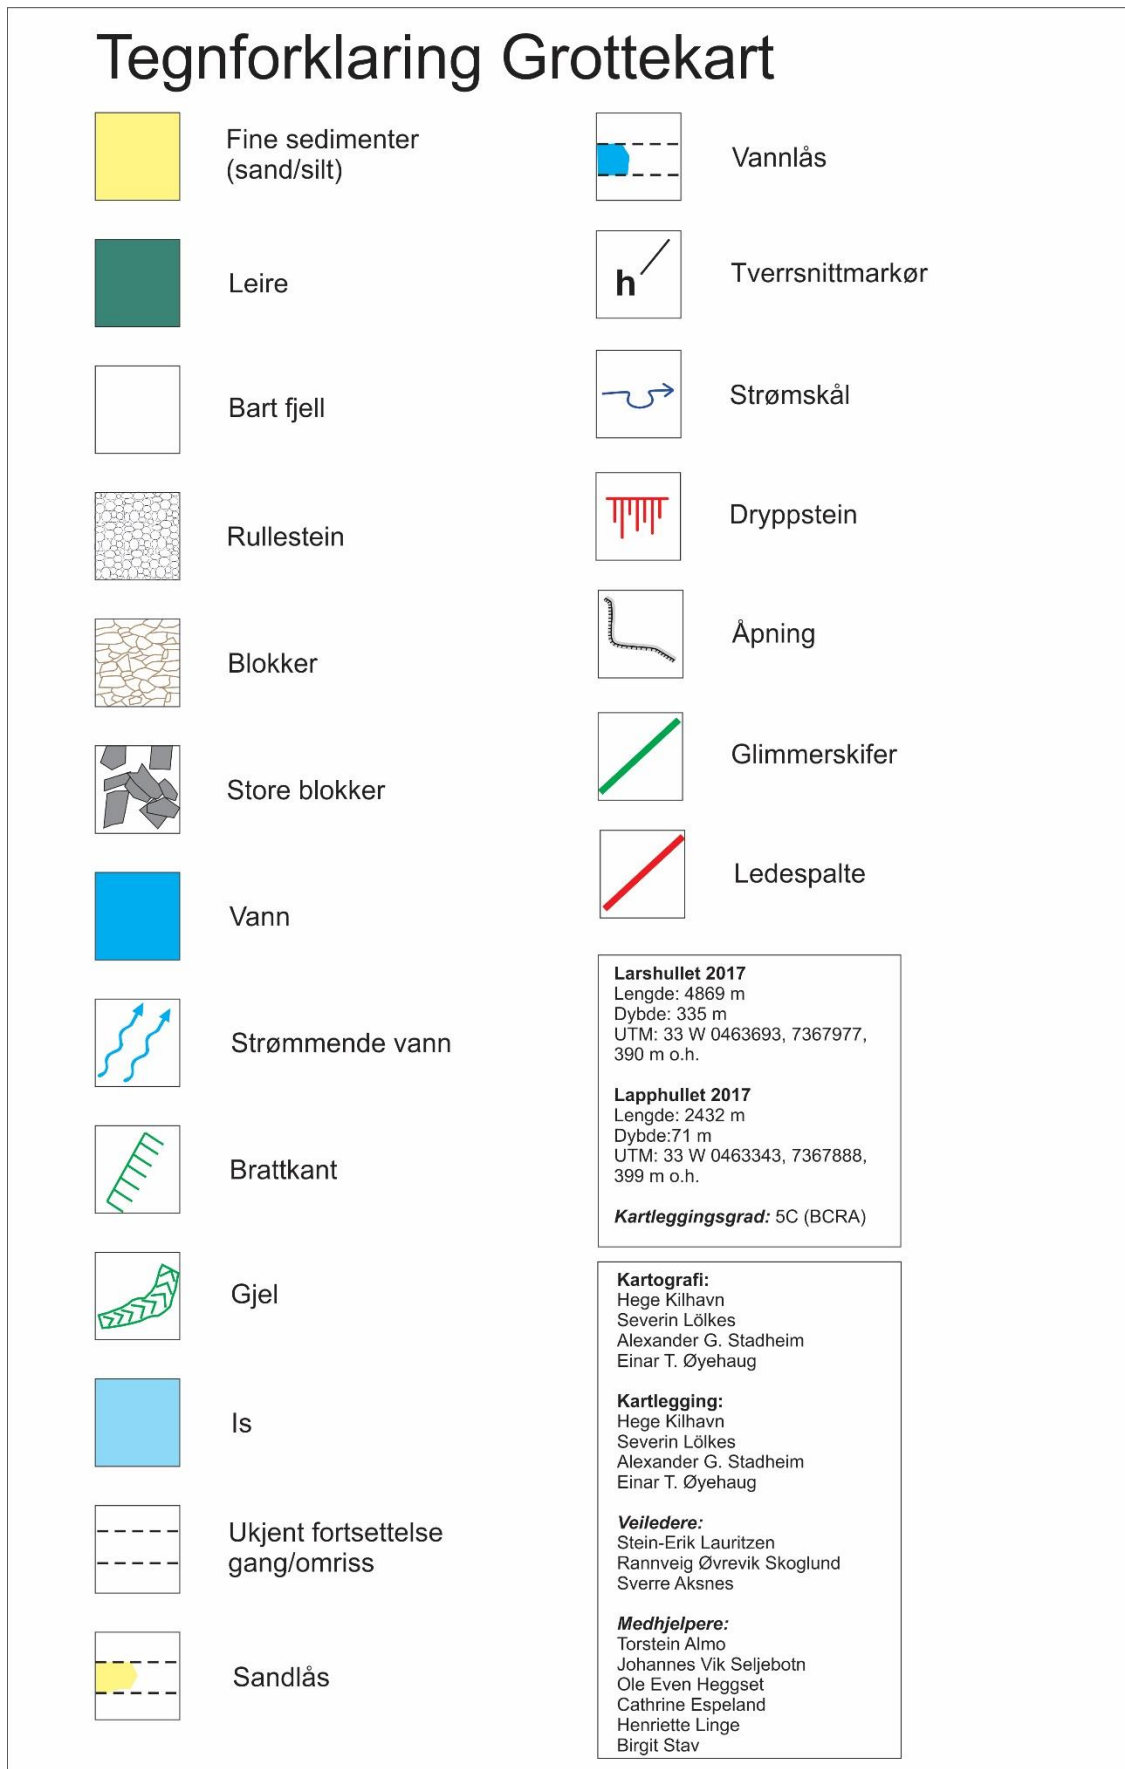 Tegnforklaring Grottekart
Fine sedimenter
(sand/silt)
Leire
Bart fjell
Rullestein
Blokker
Store blokker
Vann
Strømmende vann
Brattkant
Gjel
Is
Ukjent fortsettelse
gang/omriss
Sandlås
Vannlås
h
Tverrsnittmarkør
Strømskål
Dryppstein
Åpning
Glimmerskifer
Ledespalte
Larshullet 2017
Lengde: 4869 m
Dybde: 335 m
UTM: 33 W 0463693, 7367977,
390 m o.h.
Lapphullet 2017
Lengde: 2432 m
Dybde:71 m
UTM: 33 W 0463343, 7367888,
399 m o.h.
Kartleggingsgrad: 5C (BCRA)
Kartografi:
Hege Kilhavn
Severin Lölkes
Alexander G. Stadheim
Einar T. Øyehaug
Kartlegging:
Hege Kilhavn
Severin Lölkes
Alexander G. Stadheim
Einar T. Øyehaug
Veiledere:
Stein-Erik Lauritzen
Rannveig Øvrevik Skoglund
Sverre Aksnes
Medhjelpere:
Torstein Almo
Johannes Vik Seljebotn
Ole Even Heggset
Cathrine Espeland
Henriette Linge
Birgit Stav